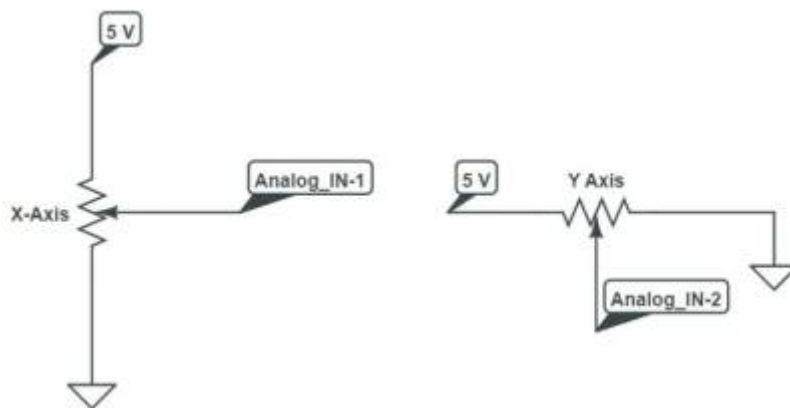 5 V
X-Axis
Analog_IN-1
5 V
Y Axis
Analog_IN-2